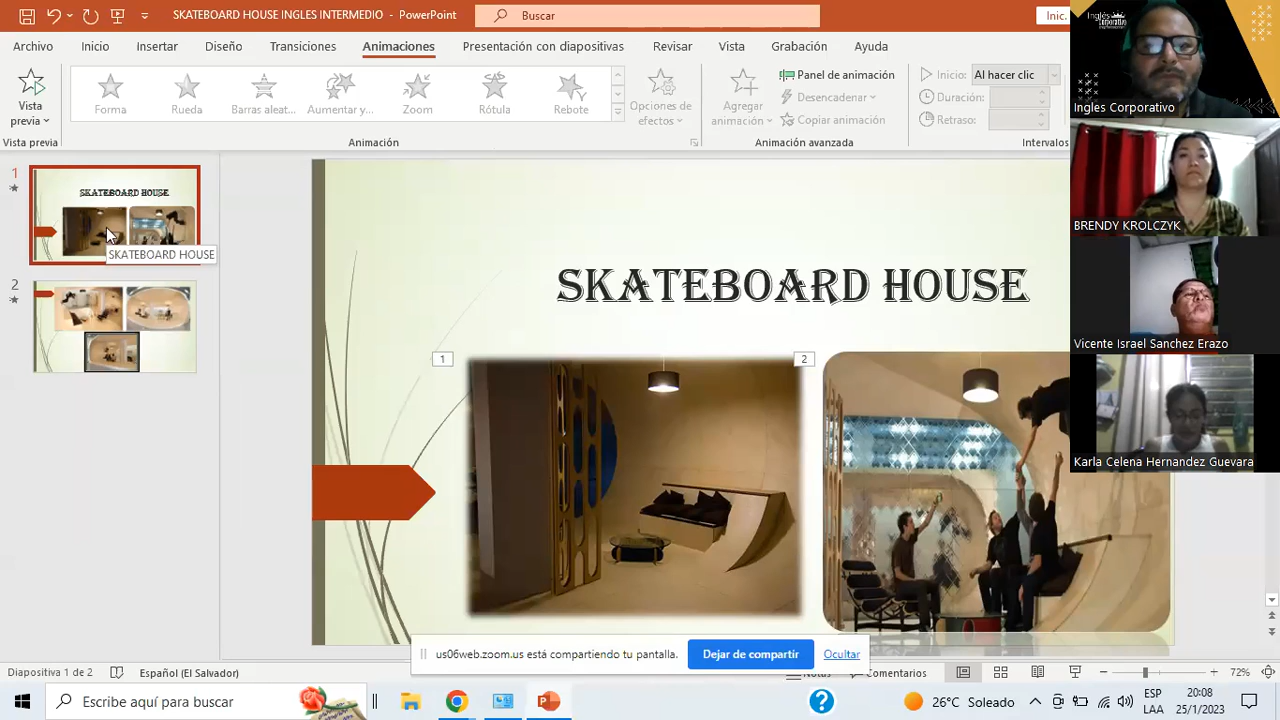 SKATEBOARD HOUSE INGLES INTERMEDIO - PowerPoint
Buscar
Inic.
Archivo
Inicio
Insertar
Diseño
Transiciones
Animaciones
Presentación con diapositivas
Revisar
Vista
Grabación
Ayuda
Vista previa
Forma
Rueda
Barras aleat...
Aumentar y...
Zoom
Rótula
Rebote
Opciones de efectos
Agregar animación
Panel de animación
Desencadenar
Copiar animación
Inicio:
Al hacer clic
Duración:
Retraso:
Vista previa
Animación
Animación avanzada
Intervalos
Inglés Corporativo
Ingles Corporativo
BRENDY KROLCZYK
Vicente Israel Sanchez Erazo
Karla Celena Hernandez Guevara
1
SKATEBOARD HOUSE
SKATEBOARD HOUSE
2
SKATEBOARD HOUSE
1
2
us06web.zoom.us está compartiendo tu pantalla.
Dejar de compartir
Ocultar
Diapositiva 1 de 2
Español (El Salvador)
Notas
Comentarios
72%
Escribe aquí para buscar
26°C Soleado
ESP
LAA
20:08
25/1/2023